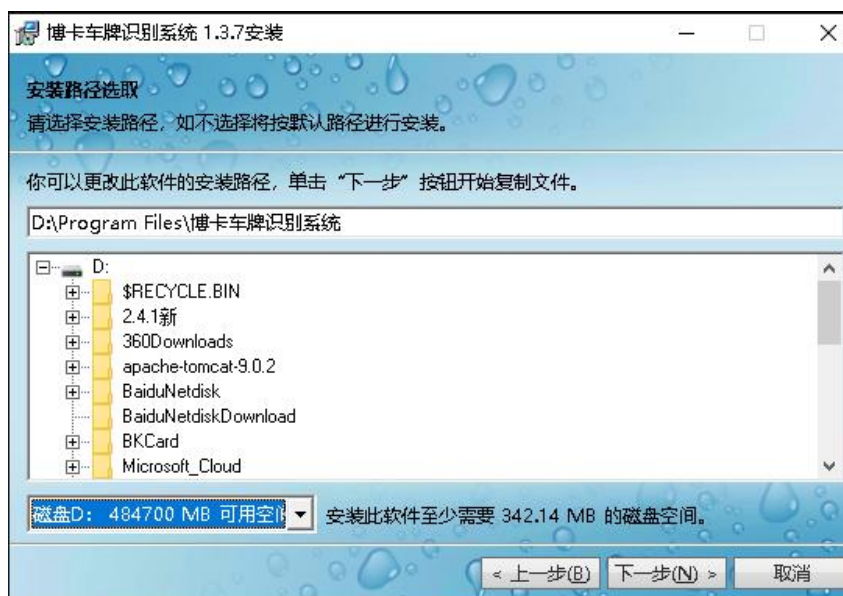 博卡车牌识别系统 1.3.7安装
安装路径选取
请选择安装路径，如不选择将按默认路径进行安装。
你可以更改此软件的安装路径，单击“下一步”按钮开始复制文件。
D:\Program Files\博卡车牌识别系统
D:
$RECYCLE.BIN
2.4.1新
360Downloads
apache-tomcat-9.0.2
BaiduNetdisk
BaiduNetdiskDownload
BKCard
Microsoft_Cloud
磁盘D: 484700 MB 可用空间 安装此软件至少需要 342.14 MB 的磁盘空间。
< 上一步(B) 下一步(N) > 取消